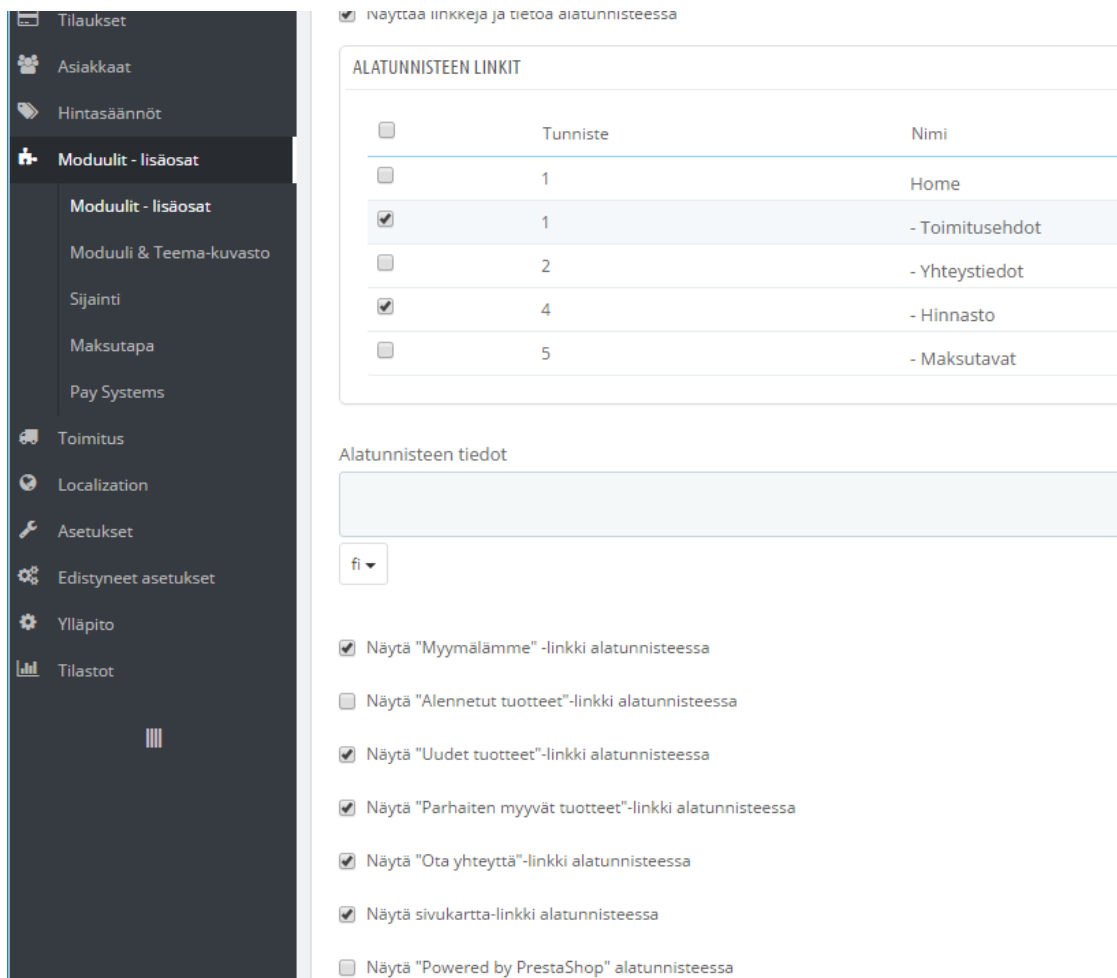 Tilaukset
Asiakkaat
Hintasäännöt
Moduulit - lisäosat
Moduulit - lisäosat
Moduuli & Teema-kuvasto
Sijainti
Maksutapa
Pay Systems
Toimitus
Localization
Asetukset
Edistyneet asetukset
Ylläpito
Tilastot
Näyttää linkkejä ja tietoa alatunnisteessa
ALATUNNISTEEN LINKIT
Tunniste Nimi
1 Home
1 - Toimitusehdot
2 - Yhteystiedot
4 - Hinnasto
5 - Maksutavat
Alatunnisteen tiedot
fi
Näytä "Myymälämme" -linkki alatunnisteessa
Näytä "Alennetut tuotteet"-linkki alatunnisteessa
Näytä "Uudet tuotteet"-linkki alatunnisteessa
Näytä "Parhaiten myyvät tuotteet"-linkki alatunnisteessa
Näytä "Ota yhteyttä"-linkki alatunnisteessa
Näytä sivukartta-linkki alatunnisteessa
Näytä "Powered by PrestaShop" alatunnisteessa